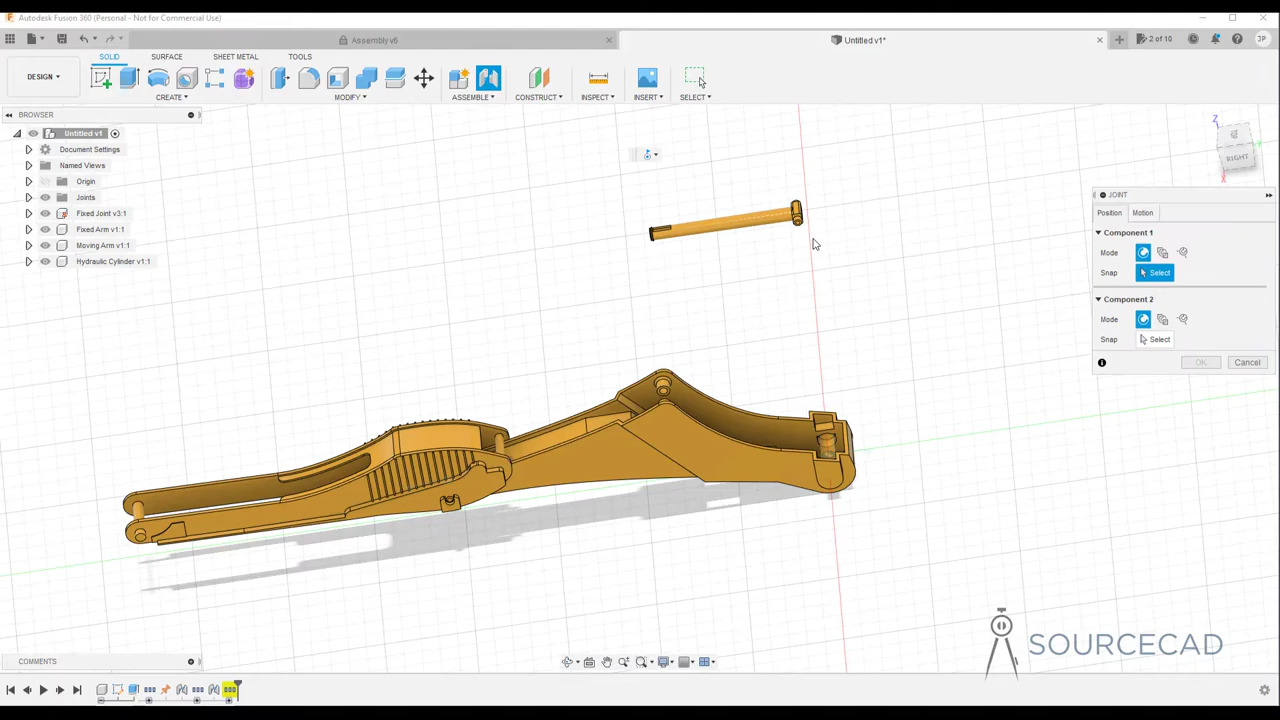 Autodesk Fusion 360 (Personal - Not for Commercial Use)
Assembly v6
Untitled v1*
2 of 10
JP
DESIGN
SOLID
SURFACE
SHEET METAL
TOOLS
CREATE
MODIFY
ASSEMBLE
CONSTRUCT
INSPECT
INSERT
SELECT
BROWSER
Untitled v1
Document Settings
Named Views
Origin
Joints
Fixed Joint v3:1
Fixed Arm v1:1
Moving Arm v1:1
Hydraulic Cylinder v1:1
Z
RIGHT
Y
X
JOINT
Position
Motion
Component 1
Mode
Snap
Select
Component 2
Mode
Snap
Select
OK
Cancel
SOURCECAD
COMMENTS